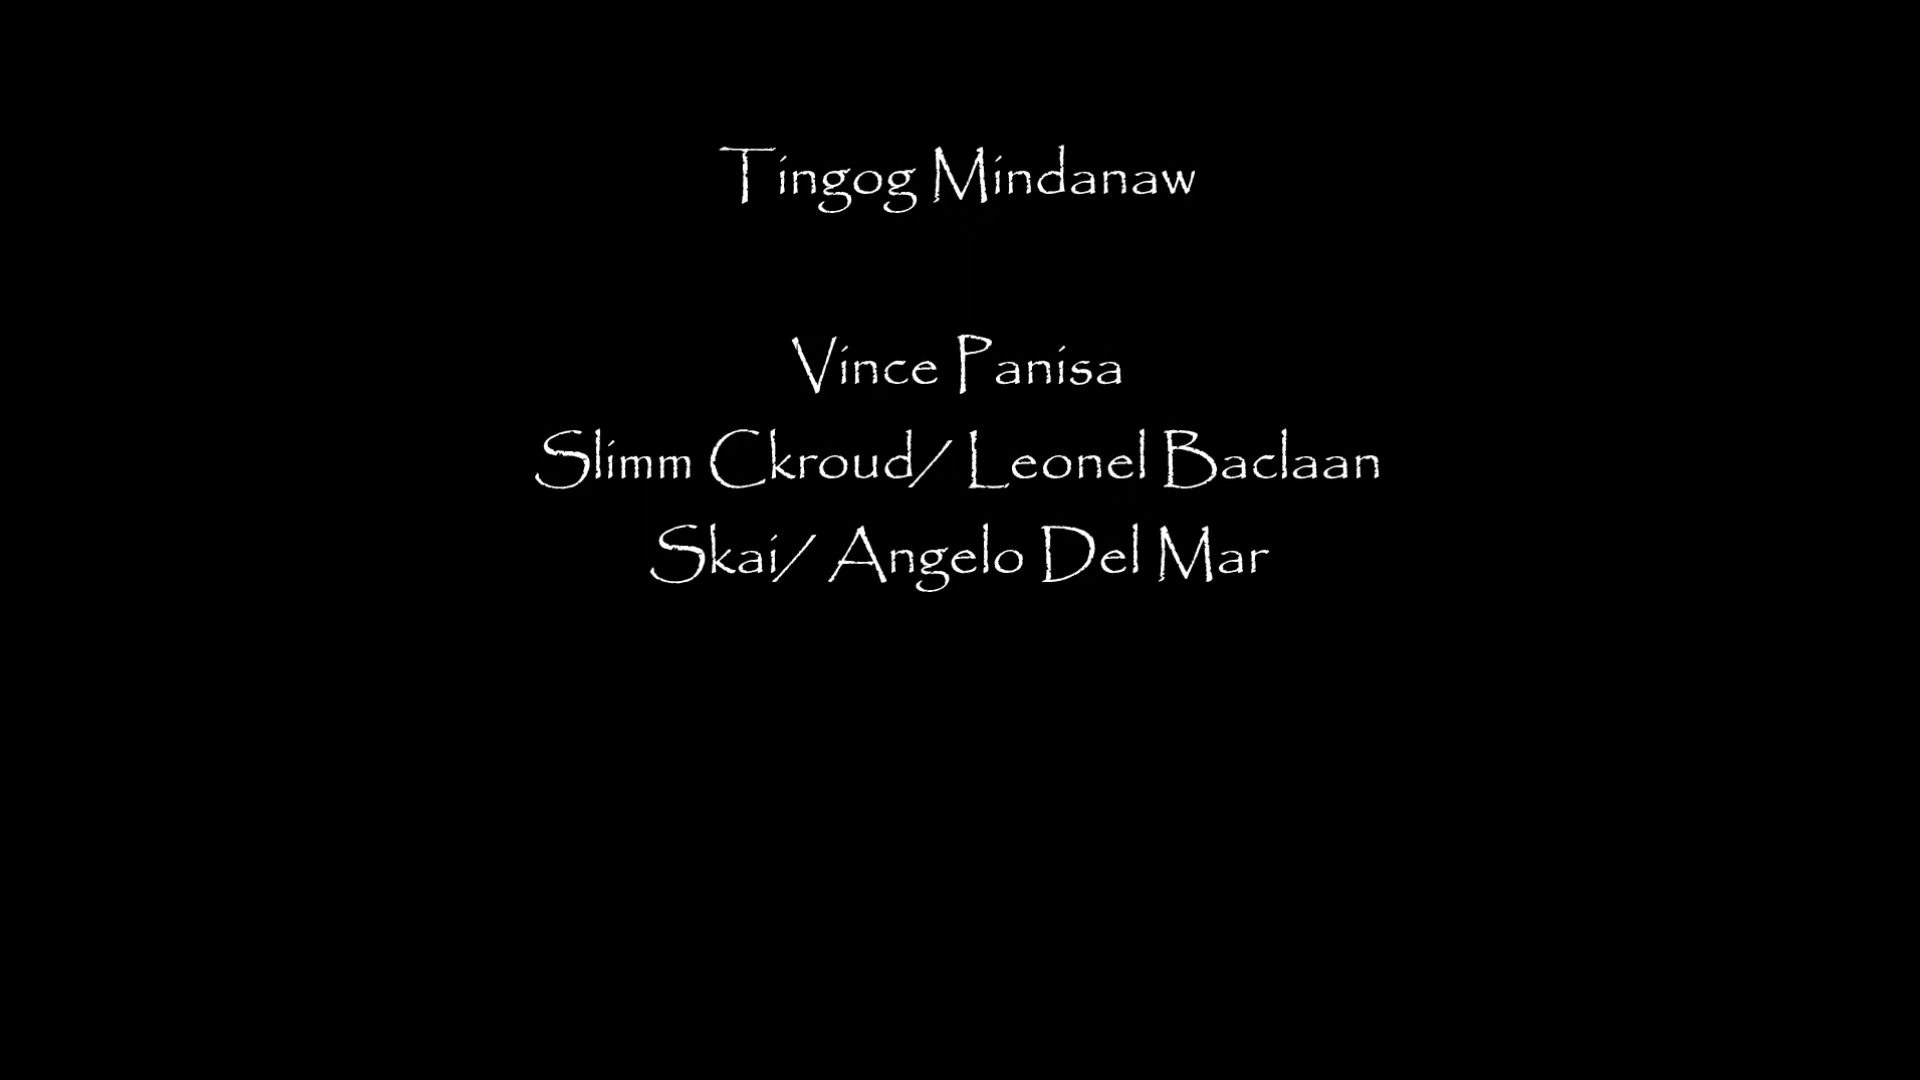 Tingog Mindanaw
Vince Panisa
Slimm Ckroud/ Leonel Baclaan
Skai/ Angelo Del Mar